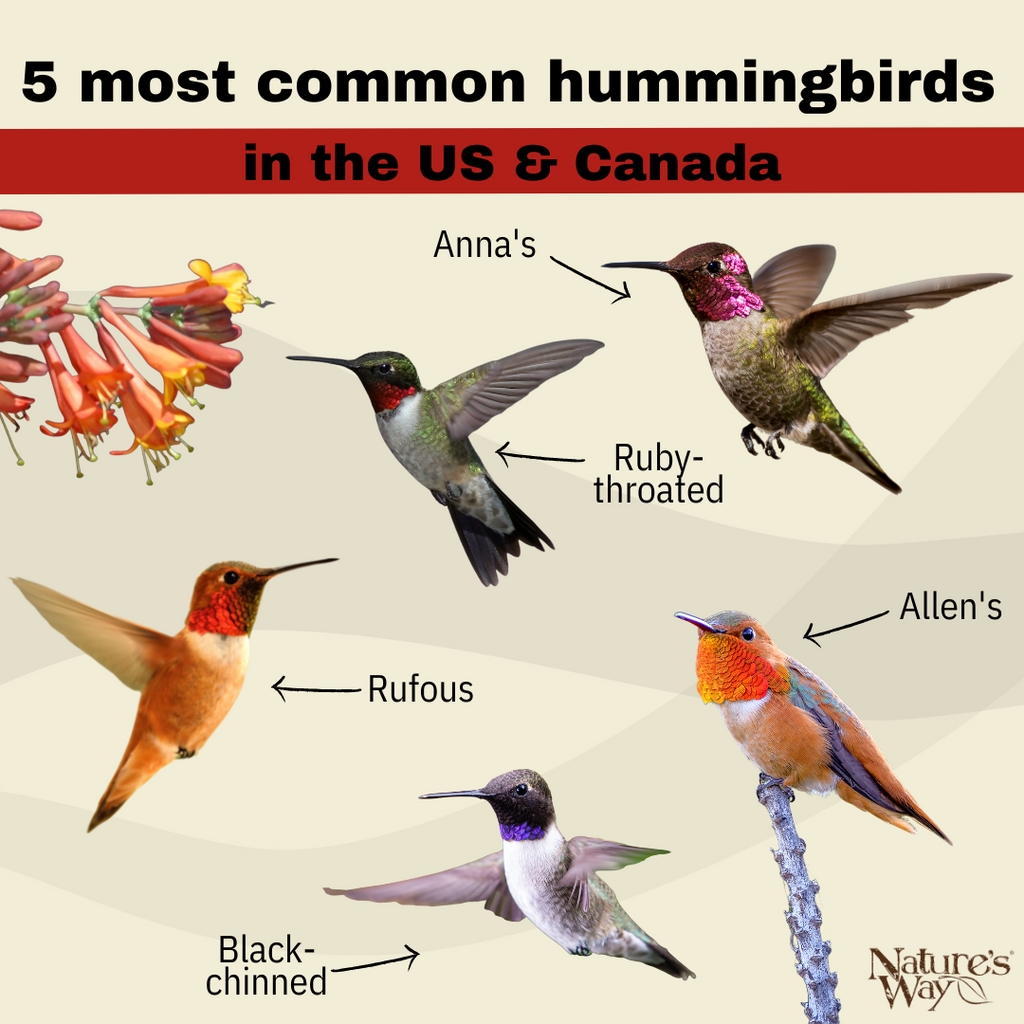 5 most common hummingbirds
in the US & Canada
Anna's
Ruby-
throated
Allen's
Rufous
Black-
chinned
Nature's
Way